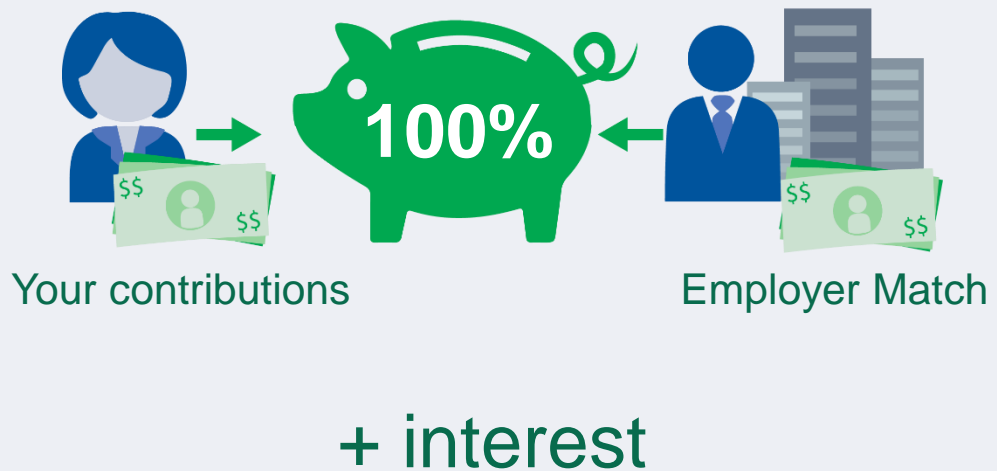 100%
$$
$$
$$
$$
Your contributions
Employer Match
+ interest